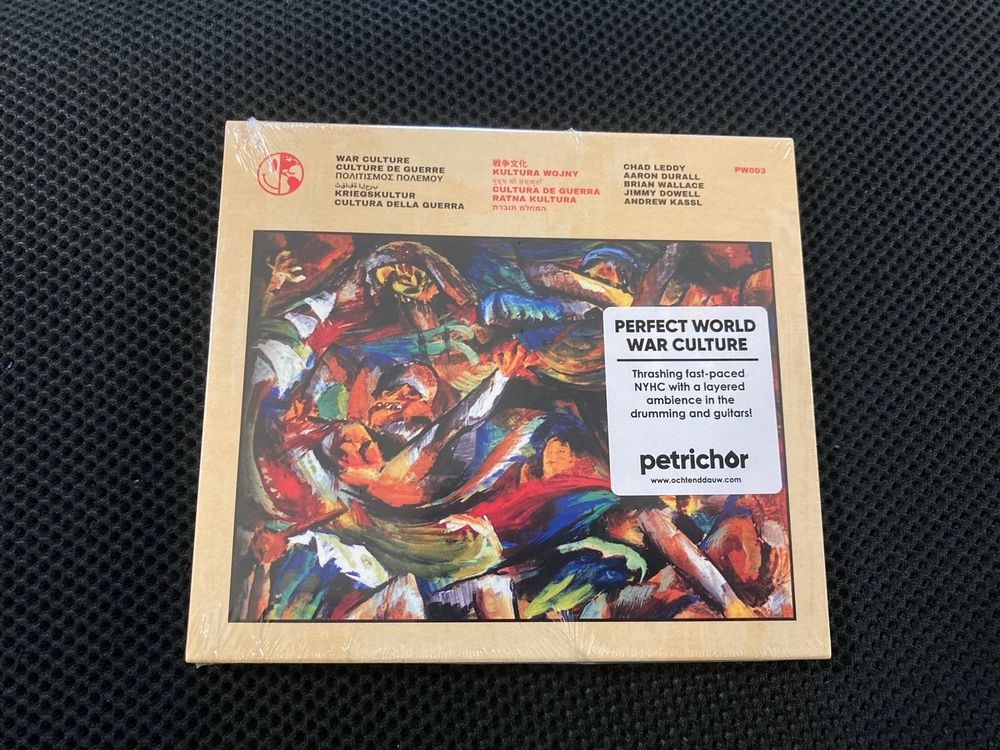 WAR CULTURE
CULTURE DE GUERRE
ΠΟΛΙΤΙΣΜΟΣ ΠΟΛΕΜΟΥ
KRIEGSKULTUR
CULTURA DELLA GUERRA
戦争文化
KULTURA WOJNY
CULTURA DE GUERRA
RATNA KULTURA
המחלמ תוברת
CHAD LEDDY
AARON DURALL
BRIAN WALLACE
JIMMY DOWELL
ANDREW KASSL
PW003
PERFECT WORLD
WAR CULTURE
Thrashing fast-paced
NYHC with a layered
ambience in the
drumming and guitars!
petrichor
www.ochtenddauw.com